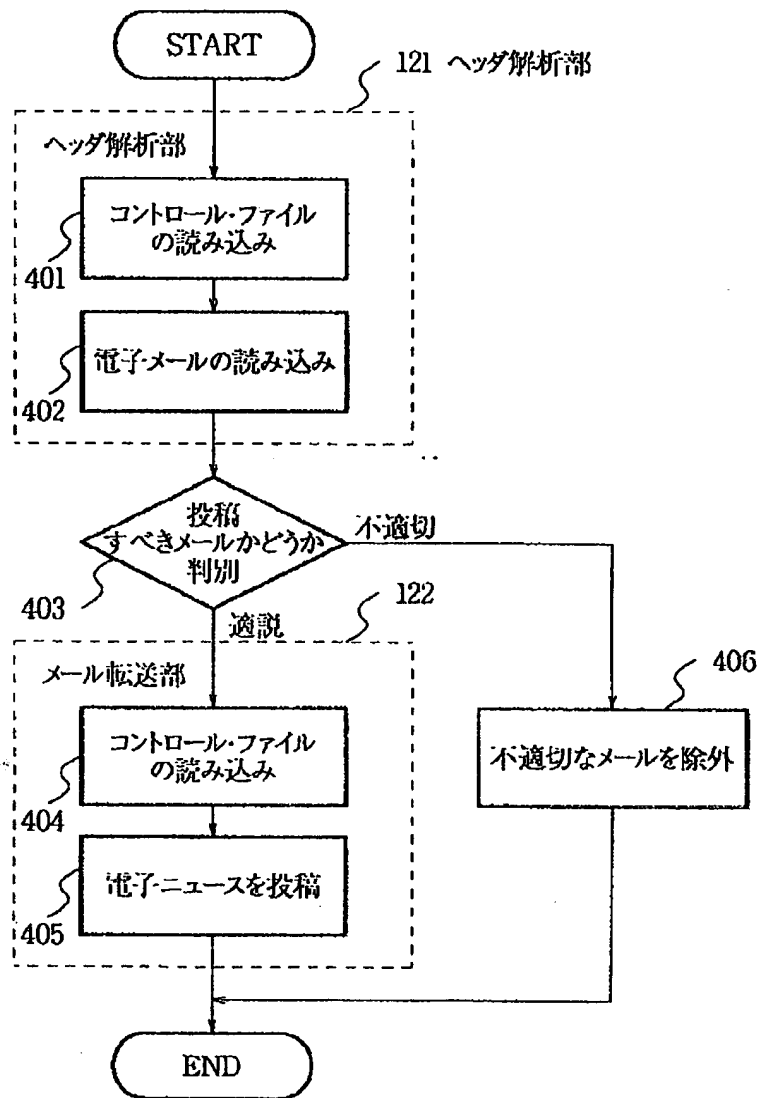 START
121 ヘッダ解析部
ヘッダ解析部
コントロール・ファイル
の読み込み
401
電子メールの読み込み
402
投稿
すべきメールかどうか
判別
不適切
403
適説
122
メール転送部
406
コントロール・ファイル
の読み込み
不適切なメールを除外
404
電子ニュースを投稿
405
END